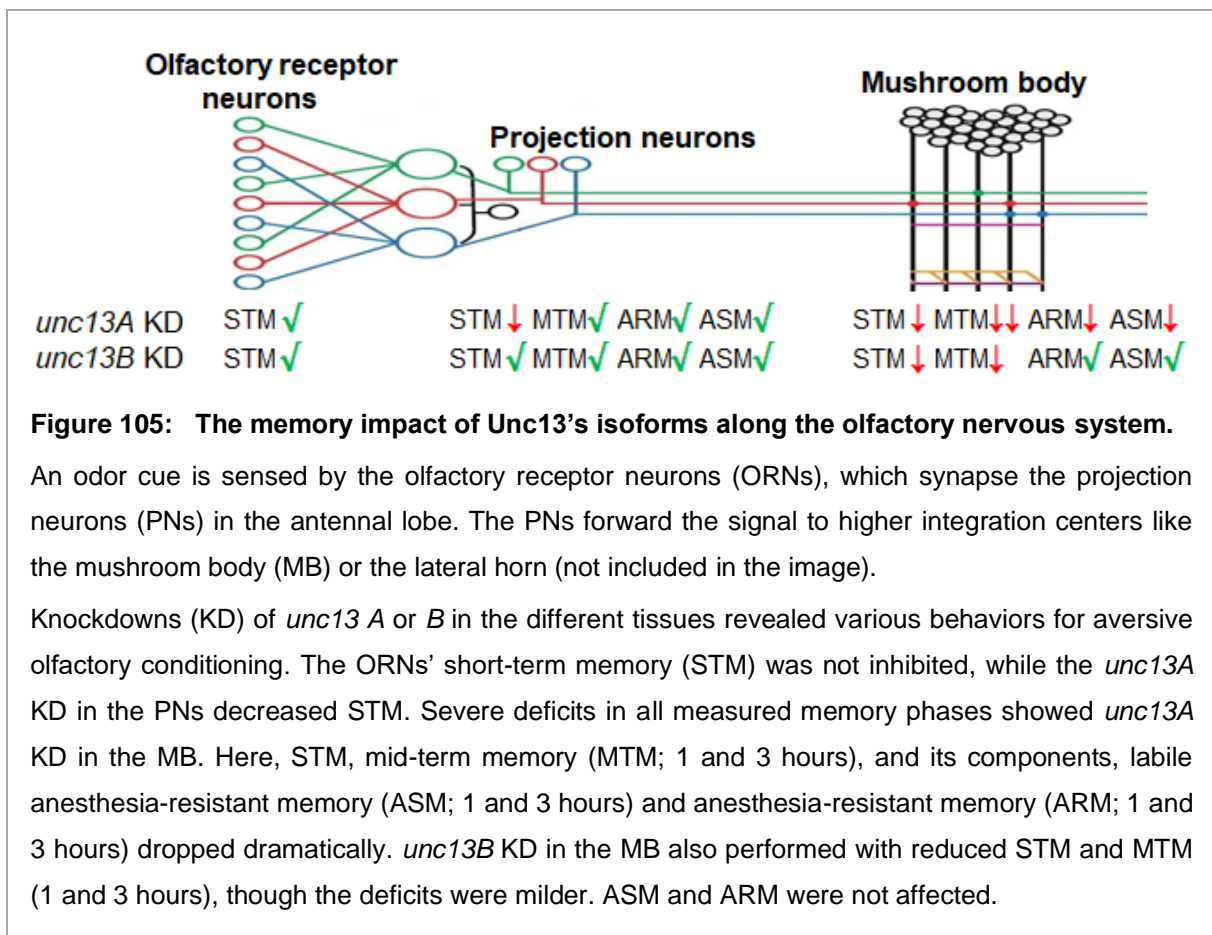 Olfactory receptor
neurons
Projection neurons
Mushroom body
unc13A KD STM√ STM↓ MTM√ ARM√ ASM√ STM↓ MTM↓↓ ARM↓ ASM↓
unc13B KD STM√ STM√ MTM√ ARM√ ASM√ STM↓ MTM↓ ARM√ ASM√
Figure 105: The memory impact of Unc13’s isoforms along the olfactory nervous system.
An odor cue is sensed by the olfactory receptor neurons (ORNs), which synapse the projection
neurons (PNs) in the antennal lobe. The PNs forward the signal to higher integration centers like
the mushroom body (MB) or the lateral horn (not included in the image).
Knockdowns (KD) of unc13 A or B in the different tissues revealed various behaviors for aversive
olfactory conditioning. The ORNs’ short-term memory (STM) was not inhibited, while the unc13A
KD in the PNs decreased STM. Severe deficits in all measured memory phases showed unc13A
KD in the MB. Here, STM, mid-term memory (MTM; 1 and 3 hours), and its components, labile
anesthesia-resistant memory (ASM; 1 and 3 hours) and anesthesia-resistant memory (ARM; 1 and
3 hours) dropped dramatically. unc13B KD in the MB also performed with reduced STM and MTM
(1 and 3 hours), though the deficits were milder. ASM and ARM were not affected.